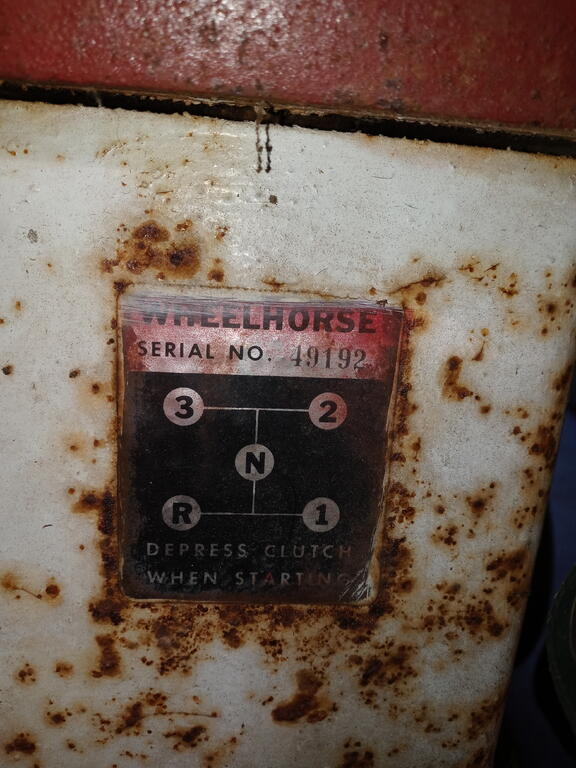 WHEELHORSE
SERIAL NO. 49192
3 2
N
R 1
DEPRESS CLUTCH
WHEN STARTING